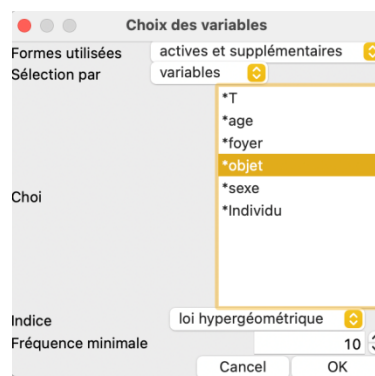 Choix des variables
Formes utilisées actives et supplémentaires
Sélection par variables
*T
*age
*foyer
*objet
*sexe
*Individu
Choi
Indice loi hypergéométrique
Fréquence minimale 10
Cancel OK